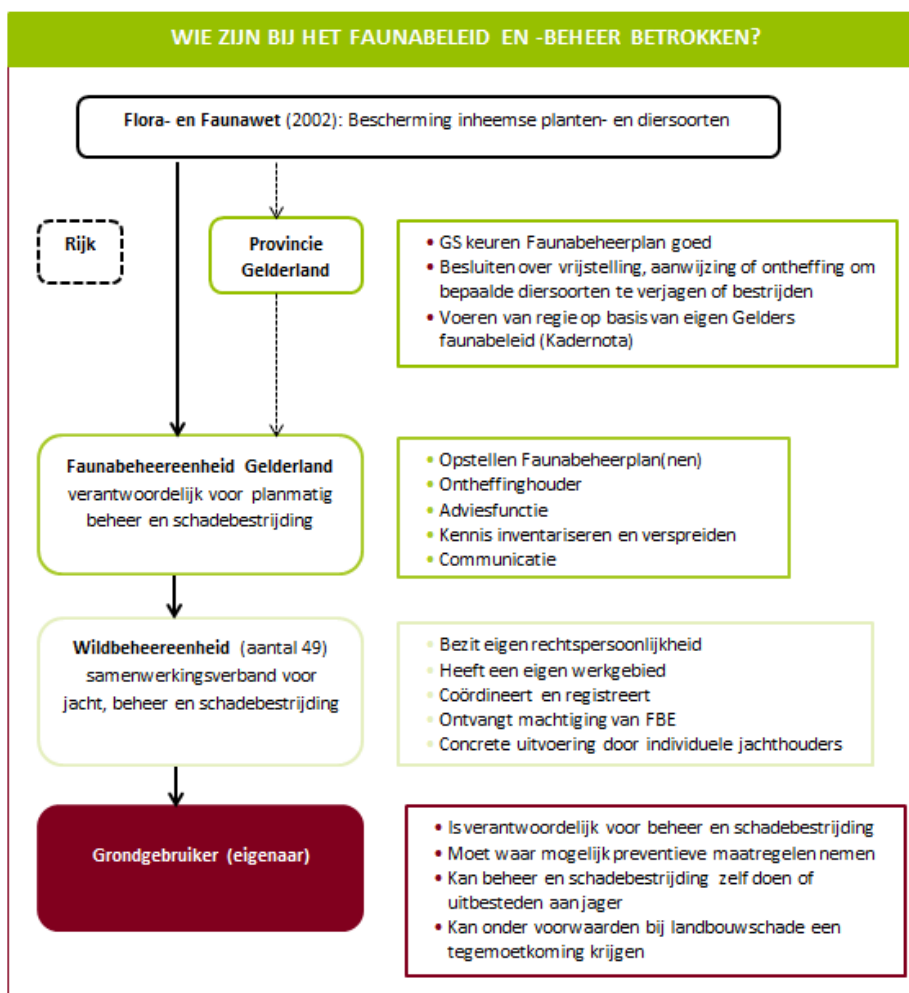 WIE ZIJN BIJ HET FAUNABELEID EN -BEHEER BETROKKEN?
Flora- en Faunawet (2002): Bescherming inheemse planten- en diersoorten
Rijk
Provincie
Gelderland
• GS keuren Faunabeheerplan goed
• Besluiten over vrijstelling, aanwijzing of ontheffing om
bepaalde diersoorten te verjagen of bestrijden
• Voeren van regie op basis van eigen Gelders
faunabeleid (Kadernota)
Faunabeheereenheid Gelderland
verantwoordelijk voor planmatig
beheer en schadebestrijding
• Opstellen Faunabeheerplan(nen)
• Ontheffinghouder
• Adviesfunctie
• Kennis inventariseren en verspreiden
• Communicatie
Wildbeheereenheid (aantal 49)
samenwerkingsverband voor
jacht, beheer en schadebestrijding
• Bezit eigen rechtspersoonlijkheid
• Heeft een eigen werkgebied
• Coördineert en registreert
• Ontvangt machtiging van FBE
• Concrete uitvoering door individuele jachthouders
Grondgebruiker (eigenaar)
• Is verantwoordelijk voor beheer en schadebestrijding
• Moet waar mogelijk preventieve maatregelen nemen
• Kan beheer en schadebestrijding zelf doen of
uitbesteden aan jager
• Kan onder voorwaarden bij landbouwschade een
tegemoetkoming krijgen